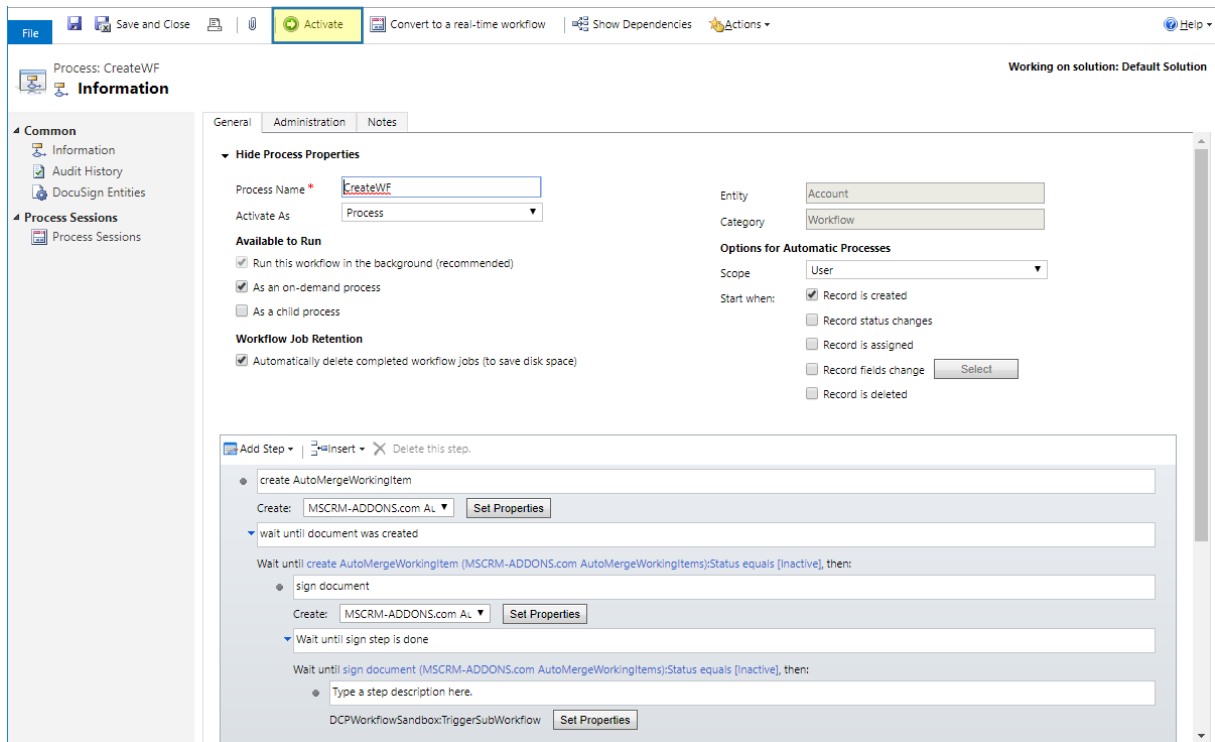 File Save and Close Activate Convert to a real-time workflow Show Dependencies Actions Help
Process: CreateWF
Information
Working on solution: Default Solution
Common
Information
Audit History
DocuSign Entities
Process Sessions
Process Sessions
General Administration Notes
Hide Process Properties
Process Name * CreateWF
Activate As Process
Available to Run
Run this workflow in the background (recommended)
As an on-demand process
As a child process
Workflow Job Retention
Automatically delete completed workflow jobs (to save disk space)
Entity Account
Category Workflow
Options for Automatic Processes
Scope User
Start when: Record is created
Record status changes
Record is assigned
Record fields change Select
Record is deleted
Add Step Insert Delete this step.
create AutoMergeWorkingItem
Create: MSCRM-ADDONS.com Au Set Properties
wait until document was created
Wait until create AutoMergeWorkingItem (MSCRM-ADDONS.com AutoMergeWorkingItems):Status equals [Inactive], then:
sign document
Create: MSCRM-ADDONS.com Au Set Properties
Wait until sign step is done
Wait until sign document (MSCRM-ADDONS.com AutoMergeWorkingItems):Status equals [Inactive], then:
Type a step description here.
DCPWorkflowSandbox:TriggerSubWorkflow Set Properties